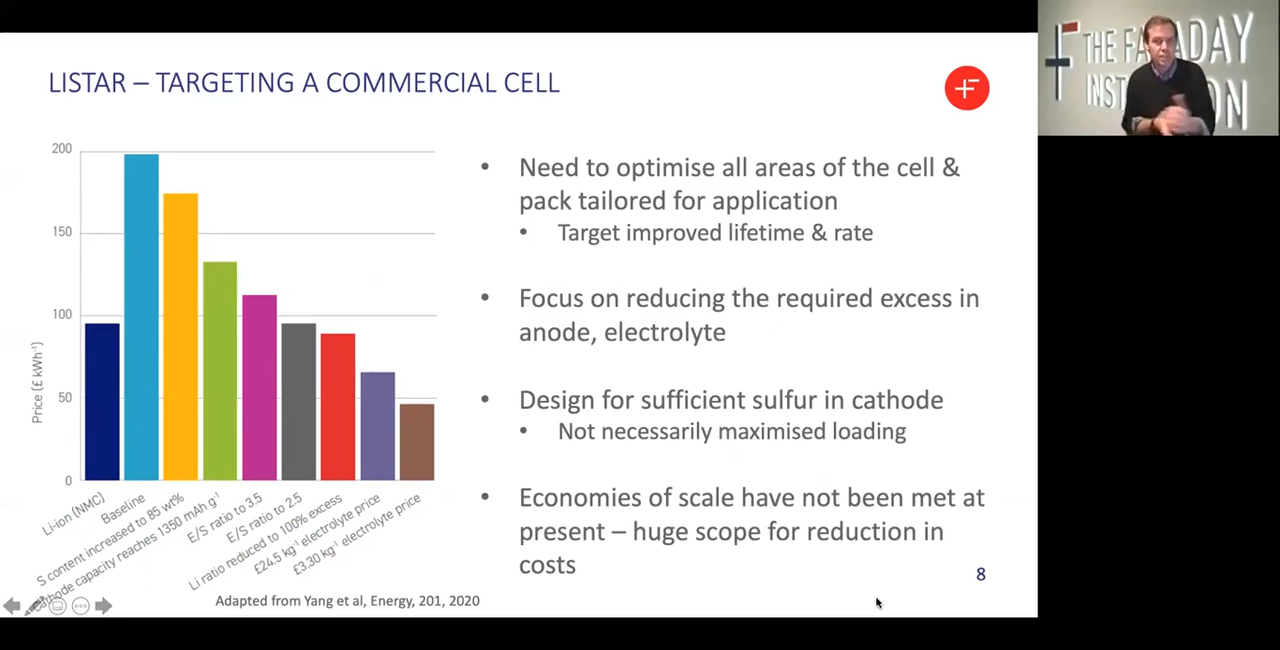 LISTAR – TARGETING A COMMERCIAL CELL
200
150
100
50
0
Price (£ kWh⁻¹)
Li-ion (NMC)
Baseline
S content increased to 85 wt%
Cathode capacity reaches 1350 mAh g⁻¹
E/S ratio to 3.5
E/S ratio to 2.5
Li ratio reduced to 100% excess
£24.5 kg⁻¹ electrolyte price
£3.30 kg⁻¹ electrolyte price
Adapted from Yang et al, Energy, 201, 2020
• Need to optimise all areas of the cell &
pack tailored for application
• Target improved lifetime & rate
• Focus on reducing the required excess in
anode, electrolyte
• Design for sufficient sulfur in cathode
• Not necessarily maximised loading
• Economies of scale have not been met at
present – huge scope for reduction in
costs
8
THE
INST